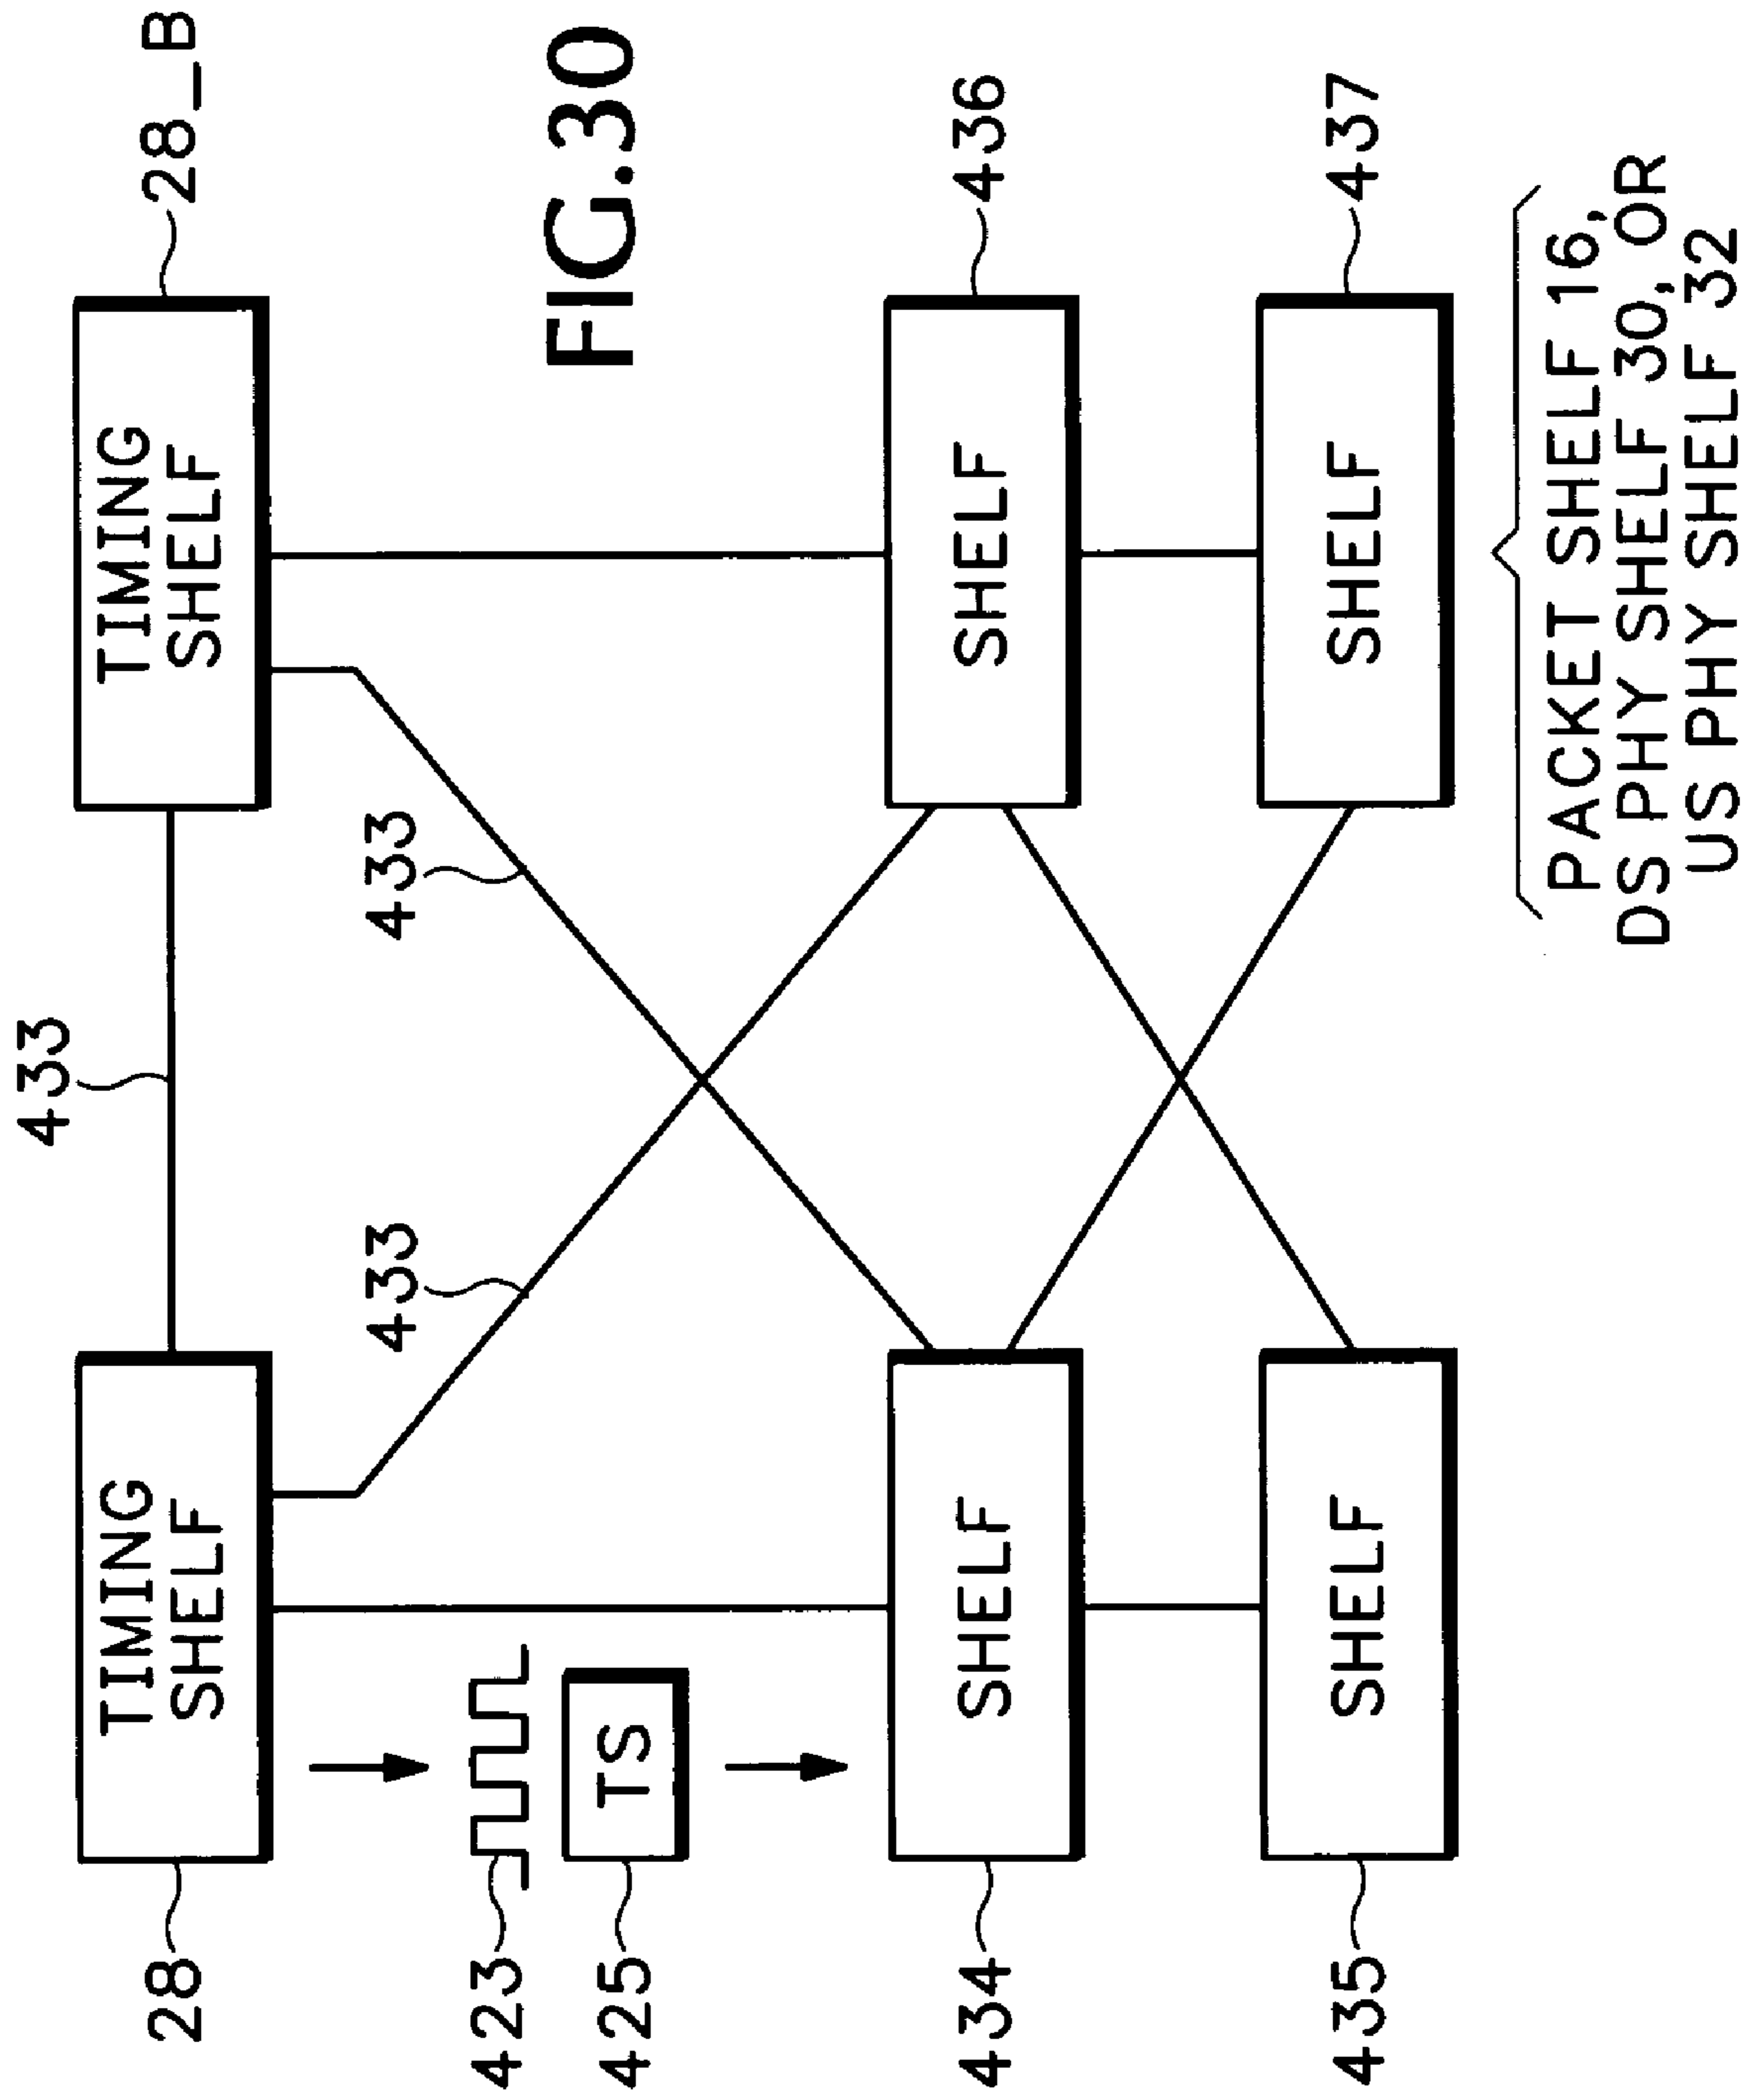 433
28
TIMING
SHELF
TIMING
SHELF
28_B
433
433
423
425
TS
FIG.30
434
SHELF
SHELF
436
435
SHELF
SHELF
437
PACKET SHELF 16,
DS PHY SHELF 30, OR
US PHY SHELF 32